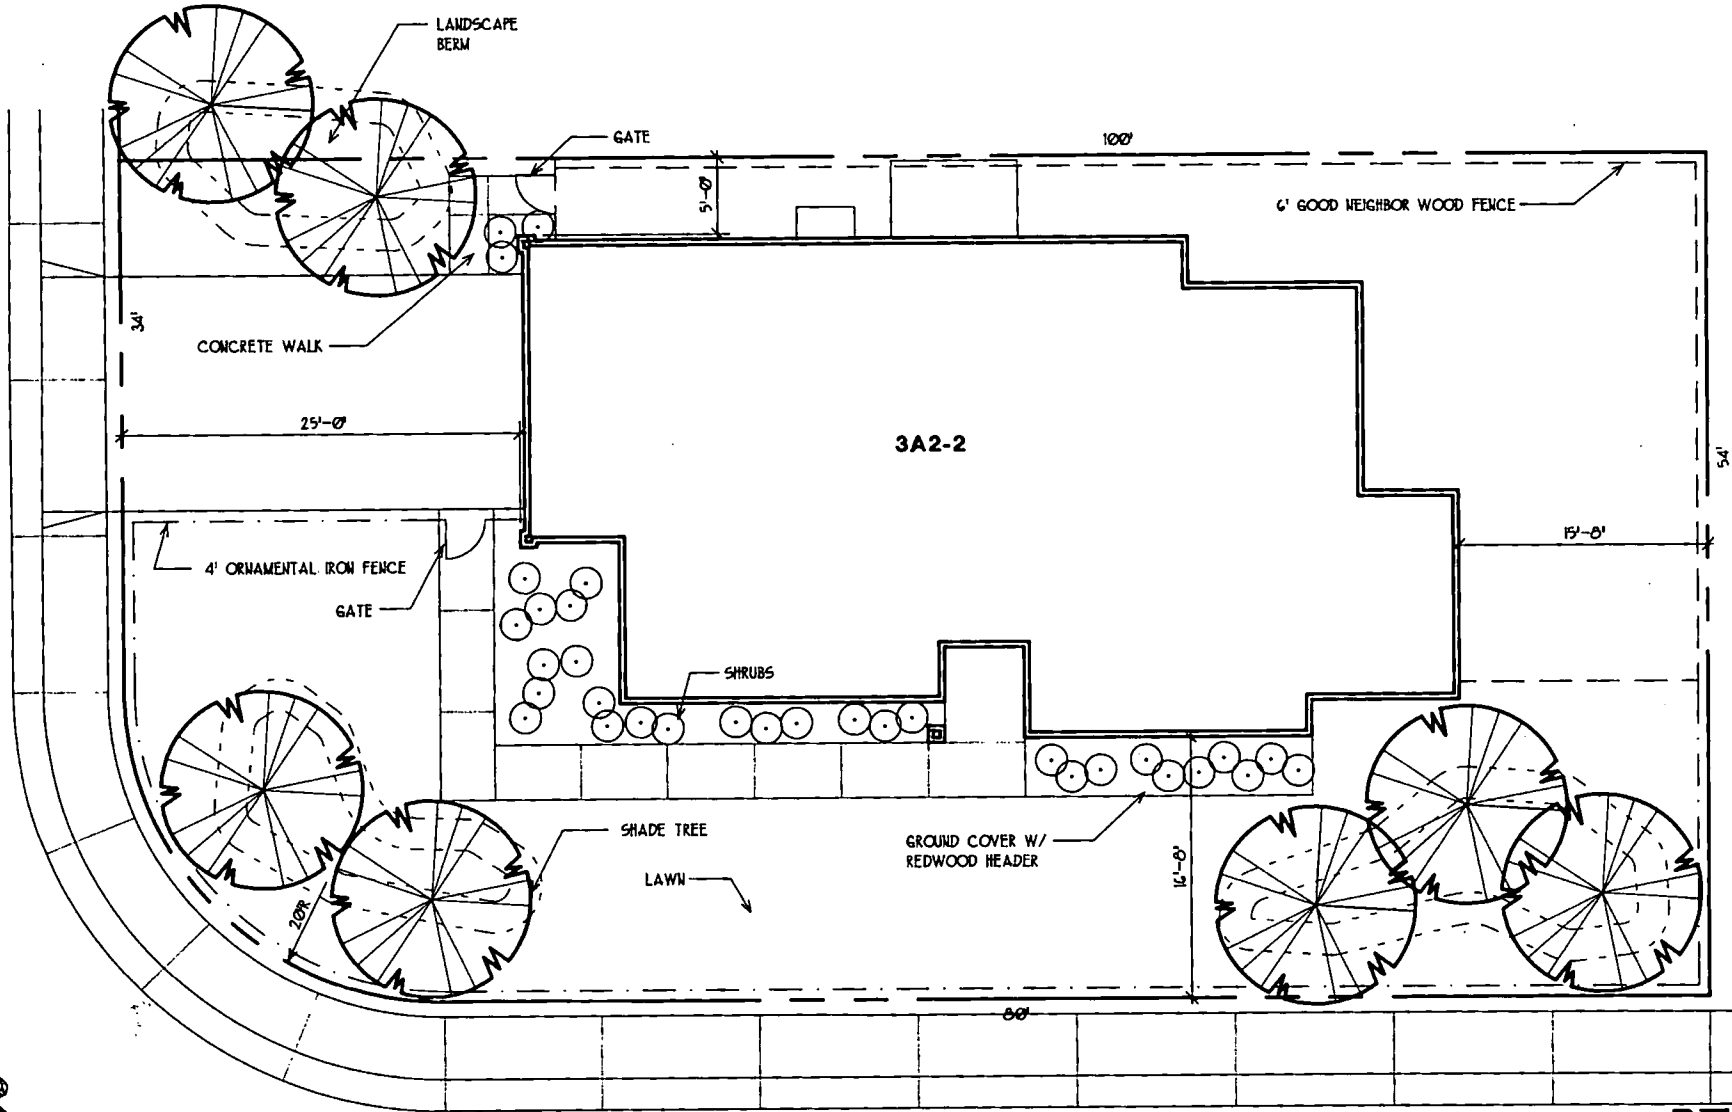 LANDSCAPE
BERM
GATE
100'
5'-0"
6' GOOD NEIGHBOR WOOD FENCE
34'
CONCRETE WALK
25'-0"
3A2-2
54'
15'-8"
4' ORNAMENTAL IRON FENCE
GATE
SHRUBS
SHADE TREE
GROUND COVER W/
REDWOOD HEADER
LAWN
16'-8"
20'R
80'